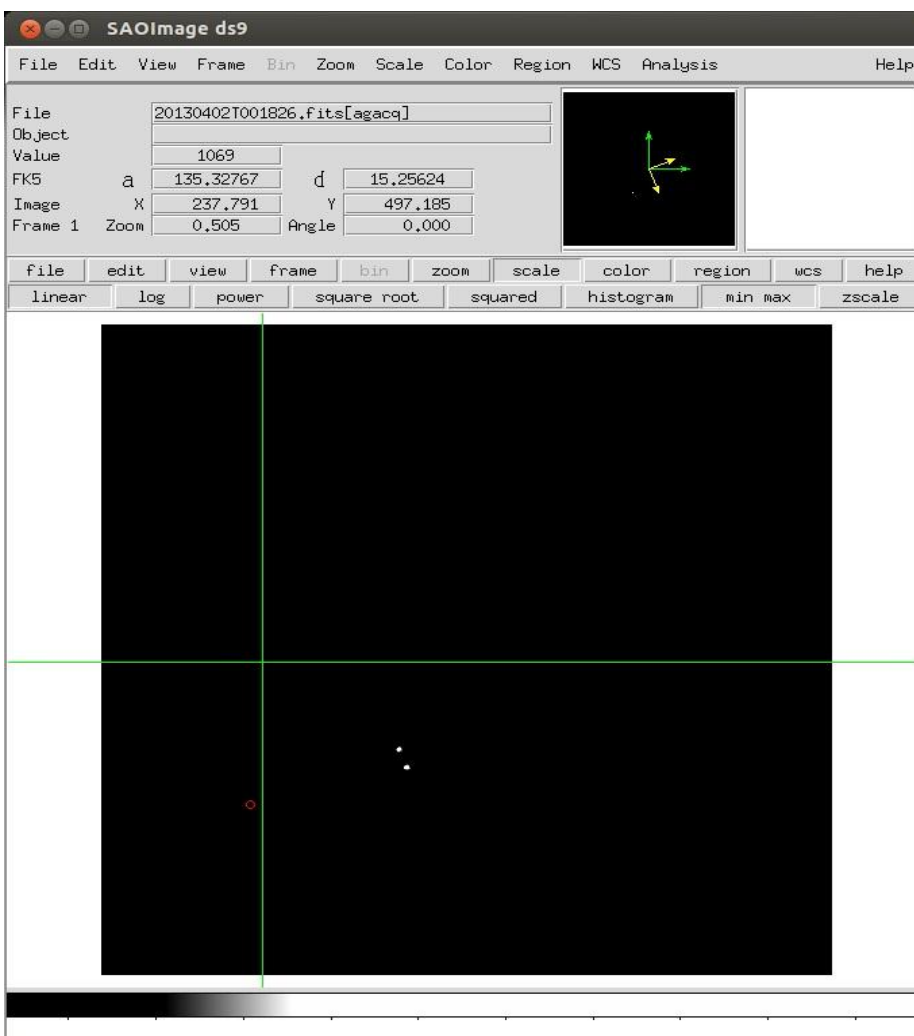 SAOImage ds9
File Edit View Frame Bin Zoom Scale Color Region WCS Analysis Help
File 20130402T001826.fits[agacq]
Object
Value 1069
FK5 a 135.32767 d 15.25624
Image X 237.791 Y 497.185
Frame 1 Zoom 0.505 Angle 0.000
file edit view frame bin zoom scale color region wcs help
linear log power square root squared histogram min max zscale